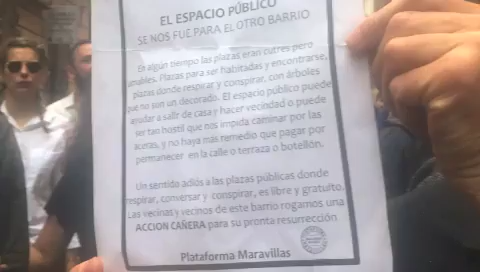 EL ESPACIO PÚBLICO
SE NOS FUE PARA EL OTRO BARRIO
En algún tiempo las plazas eran cutres pero
amables. Plazas para ser habitadas y encontrarse,
plazas donde respirar y conspirar, con árboles
que no son un decorado. El espacio público puede
ayudar a salir de casa y hacer vecindad o puede
ser tan hostil que nos impida caminar por las
aceras, y no haya más remedio que pagar por
permanecer en la calle o terraza o botellón.
Un sentido adiós a las plazas públicas donde
respirar, conversar y conspirar, es libre y gratuito.
Las vecinas y vecinos de este barrio rogamos una
ACCION CAÑERA para su pronta resurrección
Plataforma Maravillas